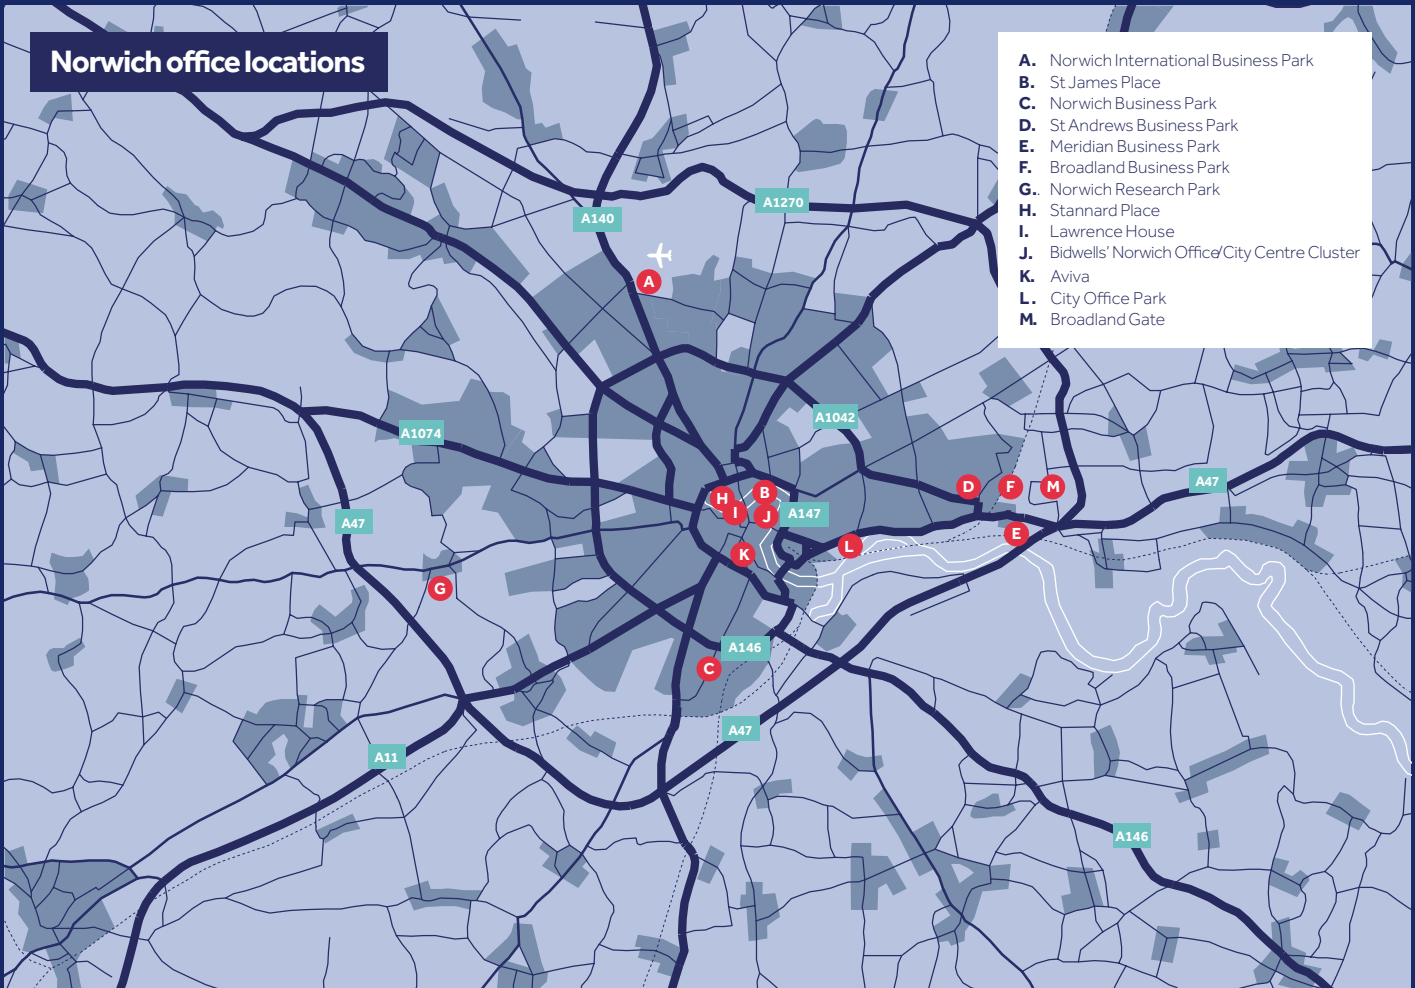 Norwich office locations
A. Norwich International Business Park
B. St James Place
C. Norwich Business Park
D. St Andrews Business Park
E. Meridian Business Park
F. Broadland Business Park
G.. Norwich Research Park
H. Stannard Place
I. Lawrence House
J. Bidwells' Norwich Office/City Centre Cluster
K. Aviva
L. City Office Park
M. Broadland Gate
A1270
A140
A
A1042
A1074
A47
D
F
M
H
B
I
J
A147
A47
E
L
K
G
A146
C
A47
A11
A146